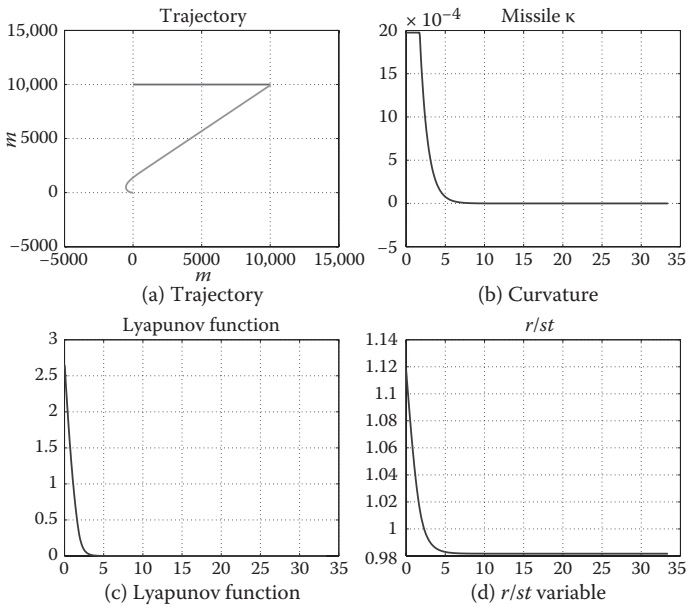 Trajectory
15,000
10,000
5000
0
−5000
m
−5000 0 5000 10,000 15,000
m
(a) Trajectory
× 10−4
Missile κ
20
15
10
5
0
−5
0 5 10 15 20 25 30 35
(b) Curvature
Lyapunov function
3
2.5
2
1.5
1
0.5
0
0 5 10 15 20 25 30 35
(c) Lyapunov function
r/st
1.14
1.12
1.1
1.08
1.06
1.04
1.02
1
0.98
0 5 10 15 20 25 30 35
(d) r/st variable